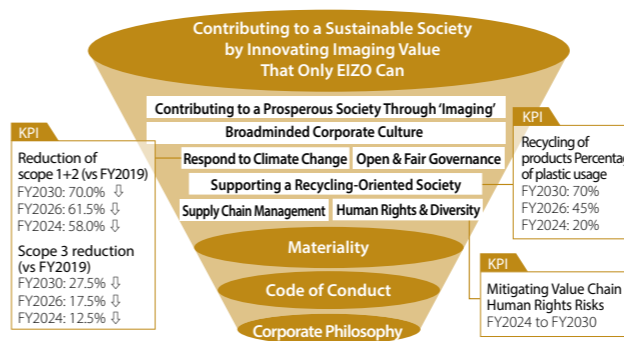 Contributing to a Sustainable Society
by Innovating Imaging Value
That Only EIZO Can
Contributing to a Prosperous Society Through ‘Imaging’
Broadminded Corporate Culture
Respond to Climate Change
Open & Fair Governance
Supporting a Recycling-Oriented Society
Supply Chain Management
Human Rights & Diversity
Materiality
Code of Conduct
Corporate Philosophy
KPI
Reduction of
scope 1+2 (vs FY2019)
FY2030: 70.0% ⇩
FY2026: 61.5% ⇩
FY2024: 58.0% ⇩
Scope 3 reduction
(vs FY2019)
FY2030: 27.5% ⇩
FY2026: 17.5% ⇩
FY2024: 12.5% ⇩
KPI
Recycling of
products Percentag
of plastic usage
FY2030: 70%
FY2026: 45%
FY2024: 20%
KPI
Mitigating Value Chain
Human Rights Risks
FY2024 to FY2030